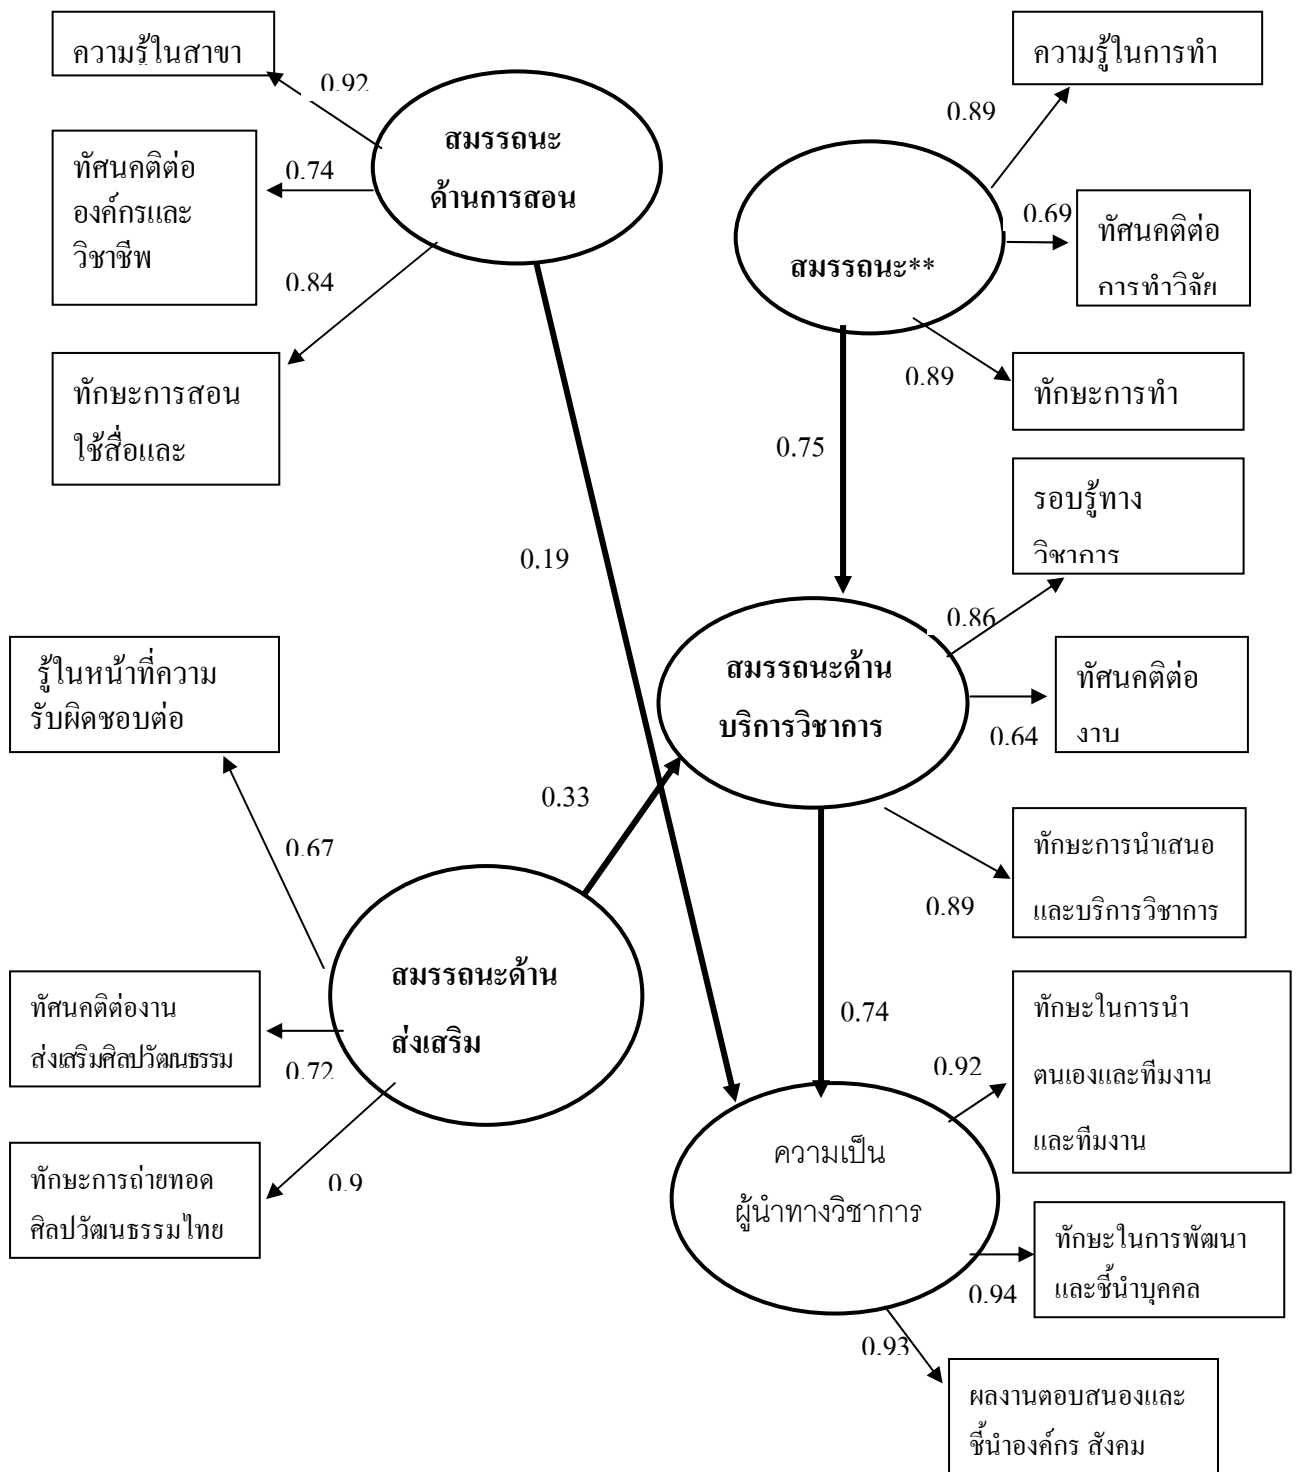 ความรู้ในสาขา
0.92
ทัศนคติต่อ
องค์กรและ
วิชาชีพ
0.74
0.84
ทักษะการสอน
ใช้สื่อและ
สมรรถนะ
ด้านการสอน
ความรู้ในการทำ
0.89
สมรรถนะ**
0.69
ทัศนคติต่อ
การทำวิจัย
0.89
ทักษะการทำ
0.75
0.19
รอบรู้ทาง
วิชาการ
0.86
สมรรถนะด้าน
บริการวิชาการ
ทัศนคติต่อ
งาน
0.64
รู้ในหน้าที่ความ
รับผิดชอบต่อ
0.33
0.67
ทักษะการนำเสนอ
และบริการวิชาการ
0.89
สมรรถนะด้าน
ส่งเสริม
ทัศนคติต่องาน
ส่งเสริมศิลปวัฒนธรรม
0.72
0.74
ทักษะในการนำ
ตนเองและทีมงาน
และทีมงาน
0.92
ทักษะการถ่ายทอด
ศิลปวัฒนธรรมไทย
0.9
ความเป็น
ผู้นำทางวิชาการ
ทักษะในการพัฒนา
และชี้นำบุคคล
0.94
0.93
ผลงานตอบสนองและ
ชี้นำองค์กร สังคม